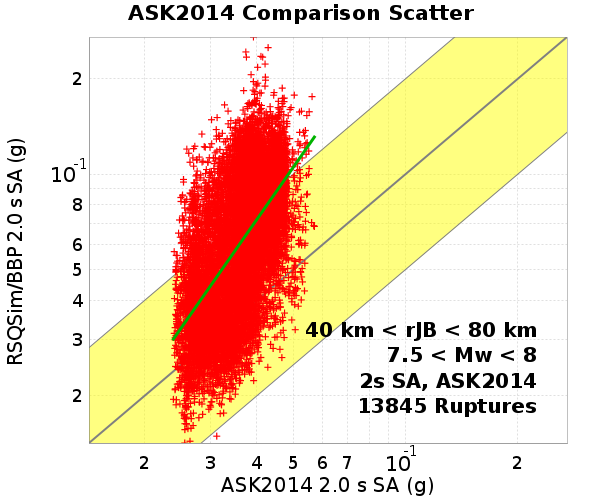 ASK2014 Comparison Scatter
RSQSim/BBP 2.0 s SA (g)
2
10-1
8
6
5
4
3
2
40 km < rJB < 80 km
7.5 < Mw < 8
2s SA, ASK2014
13845 Ruptures
2 3 4 5 6 7 10-1 2
ASK2014 2.0 s SA (g)